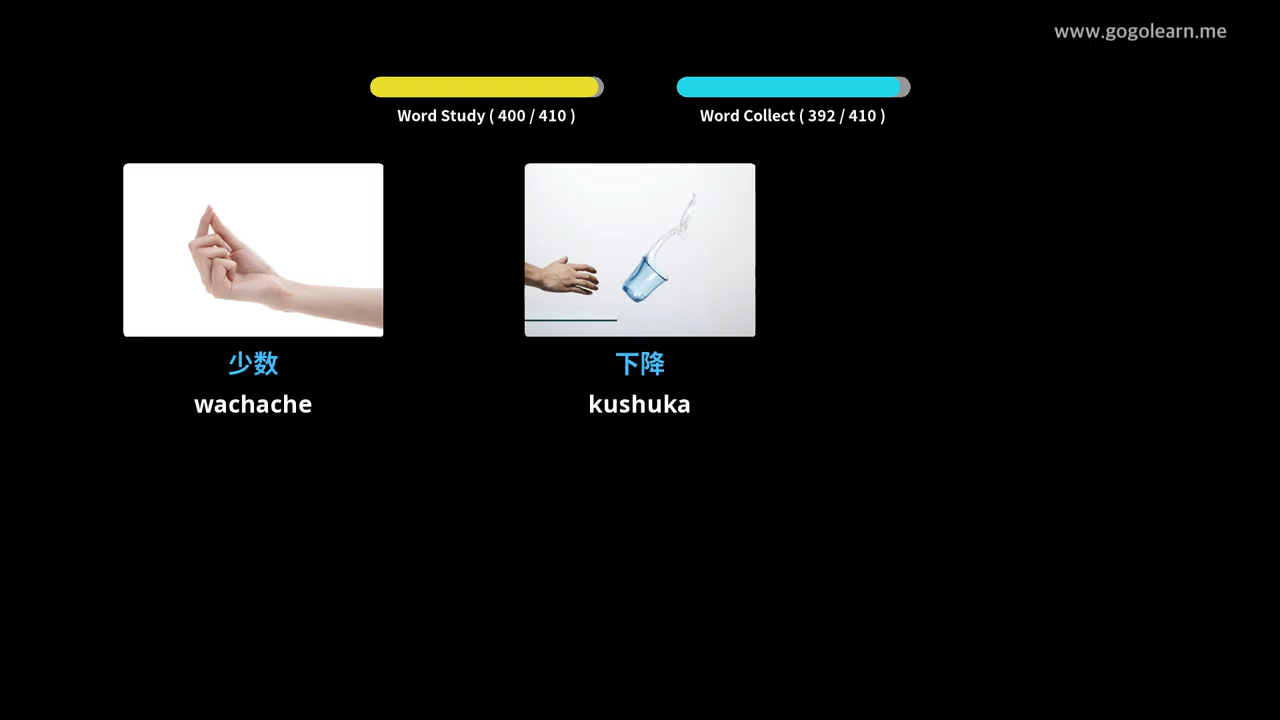 www.gogolearn.me
Word Study ( 400 / 410 )
Word Collect ( 392 / 410 )
少数
wachache
下降
kushuka